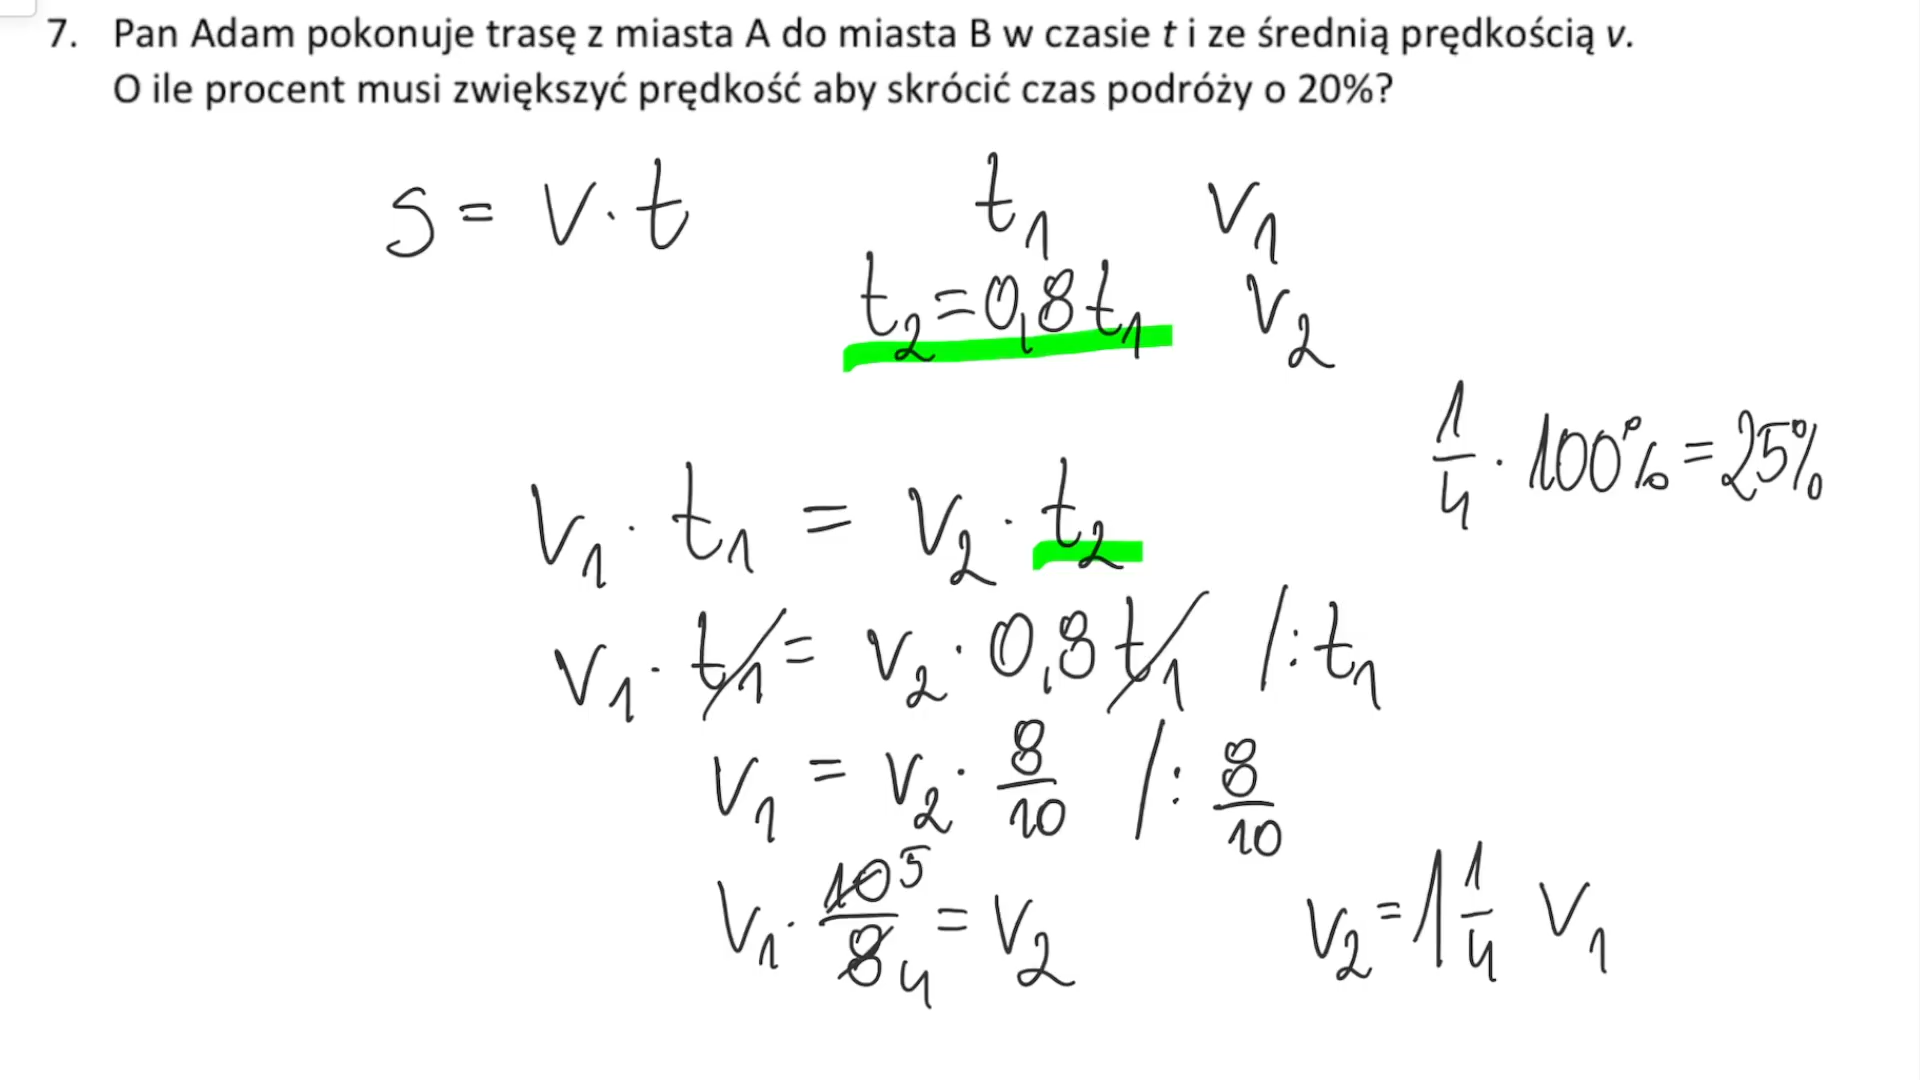 7. Pan Adam pokonuje trasę z miasta A do miasta B w czasie t i ze średnią prędkością v.
O ile procent musi zwiększyć prędkość aby skrócić czas podróży o 20%?
s = v · t
t₁ v₁
t₂ = 0,8 t₁ v₂
1/4 · 100% = 25%
v₁ · t₁ = v₂ · t₂
v₁ · t₁ = v₂ · 0,8 t₁ /: t₁
v₁ = v₂ · 8/10 /: 8/10
v₁ · 10/8 5/4 = v₂ v₂ = 1 1/4 v₁